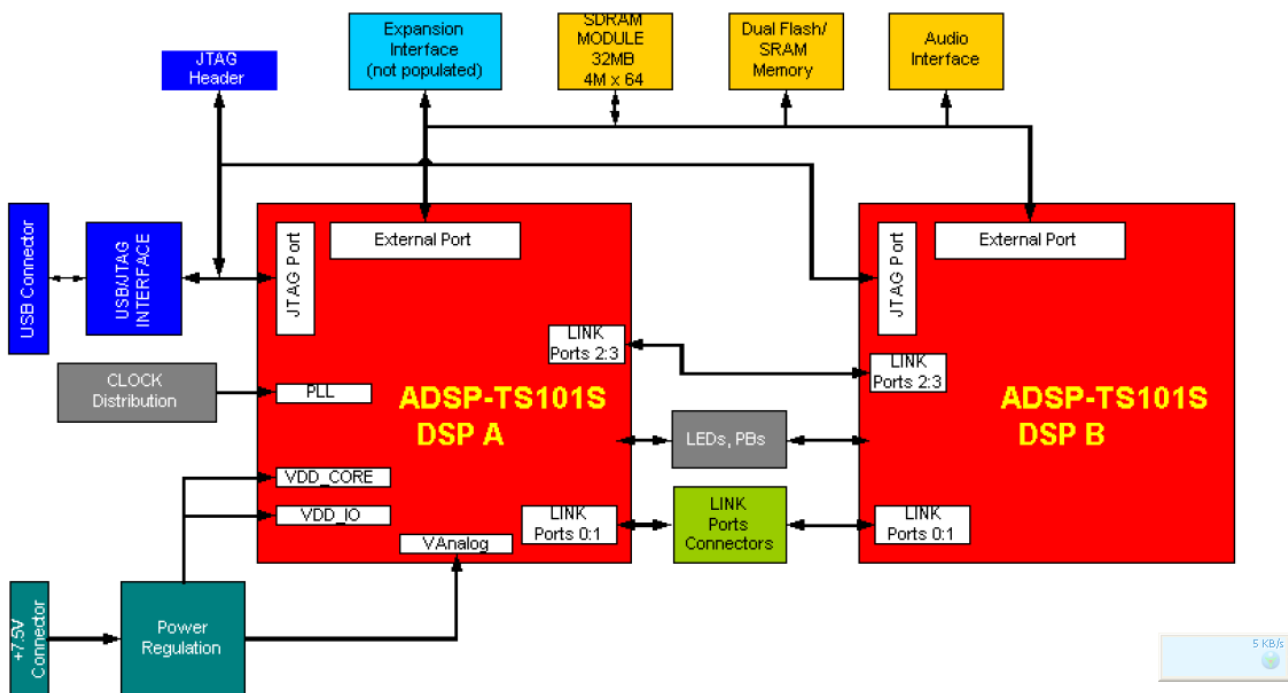 JTAG
Header
Expansion
Interface
(not populated)
SDRAM
MODULE
32MB
4M x 64
Dual Flash/
SRAM
Memory
Audio
Interface
USB Connector
USB/JTAG
INTERFACE
JTAG Port
External Port
JTAG Port
External Port
LINK
Ports 2:3
LINK
Ports 2:3
CLOCK
Distribution
PLL
ADSP-TS101S
DSP A
LEDs, PBs
ADSP-TS101S
DSP B
VDD_CORE
VDD_IO
VAnalog
LINK
Ports 0:1
LINK
Ports
Connectors
LINK
Ports 0:1
+7.5V
Connector
Power
Regulation
5 KB/s